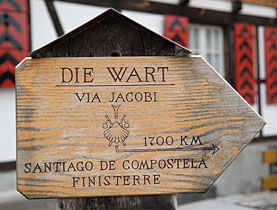 DIE WART
VIA JACOBI
1700 KM
SANTIAGO DE COMPOSTELA
FINISTERRE